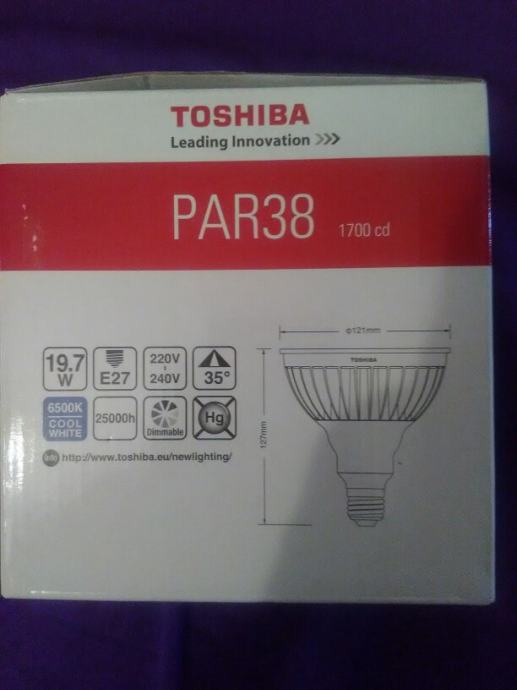 TOSHIBA
Leading Innovation >>>
PAR38 1700 cd
φ121mm
TOSHIBA
127mm
19.7 W
E27
220V 240V
35°
6500K COOL WHITE
25000h
Dimmable
Hg
info http://www.toshiba.eu/newlighting/